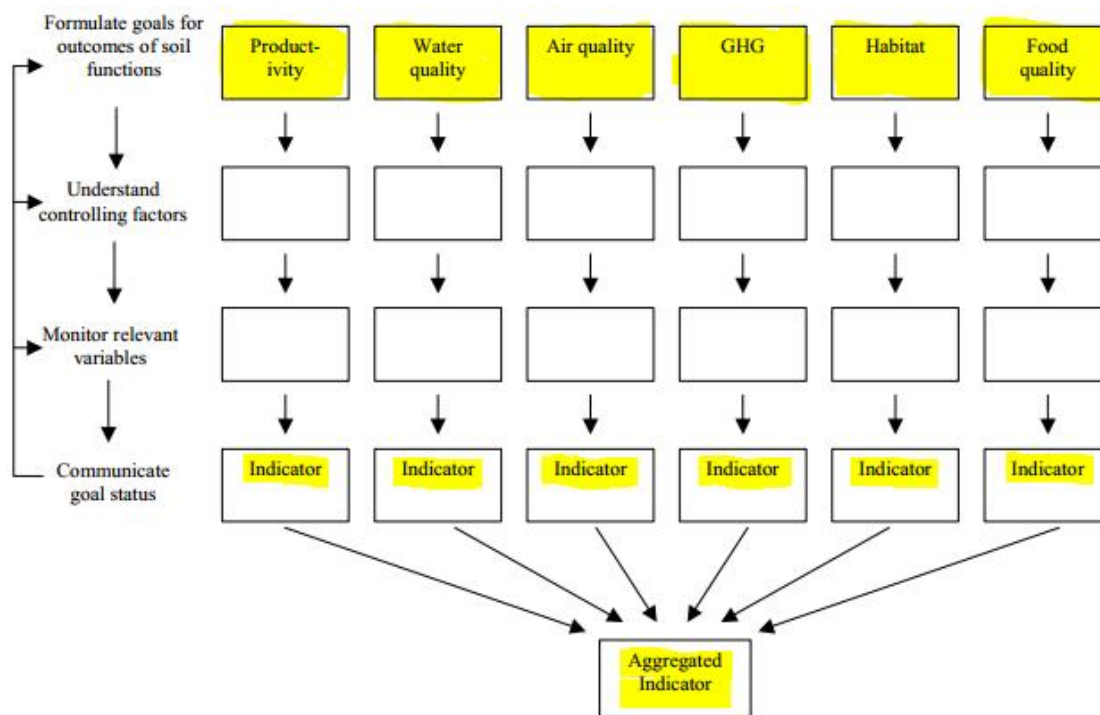 Formulate goals for
outcomes of soil
functions
Product-
ivity
Water
quality
Air quality
GHG
Habitat
Food
quality
Understand
controlling factors
Monitor relevant
variables
Communicate
goal status
Indicator
Indicator
Indicator
Indicator
Indicator
Indicator
Aggregated
Indicator